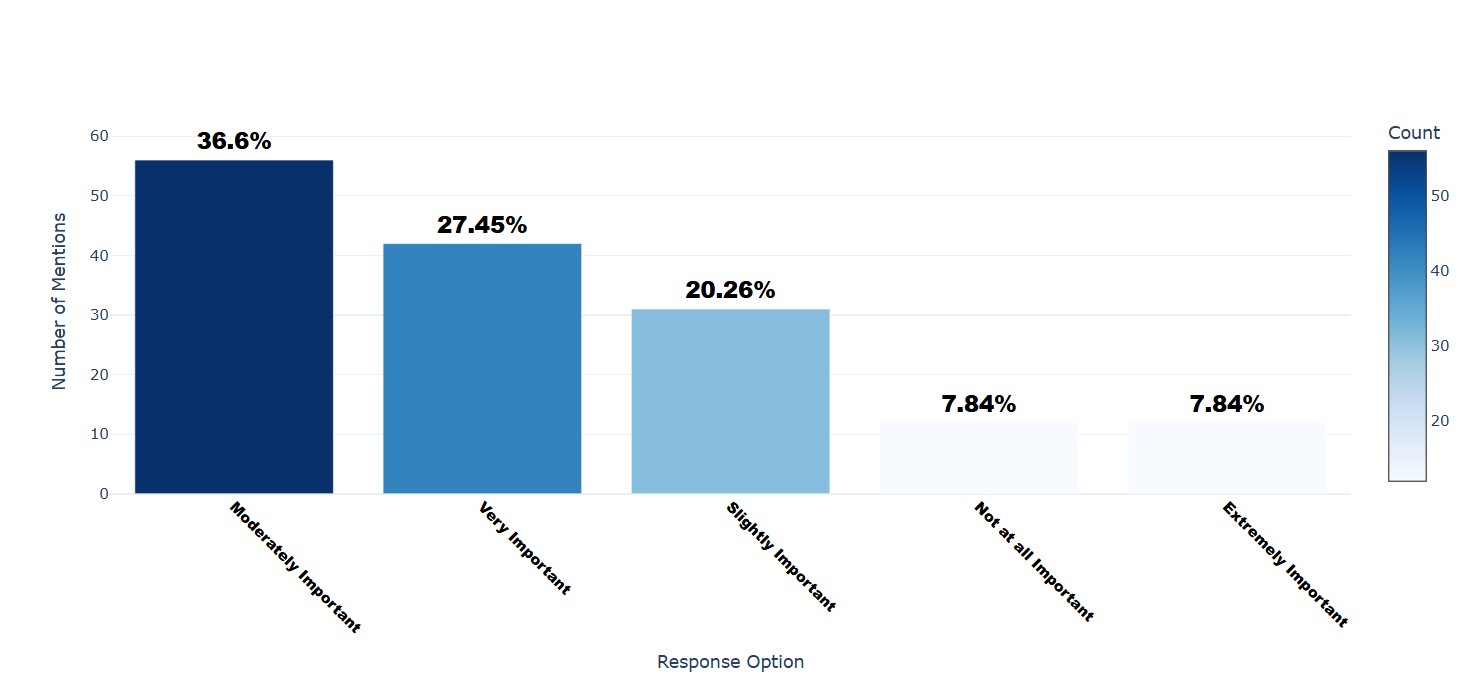 Count
60
50
40
30
20
10
0
Number of Mentions
36.6%
27.45%
20.26%
7.84%
7.84%
50
40
30
20
Moderately Important
Very Important
Slightly Important
Not at all Important
Extremely Important
Response Option